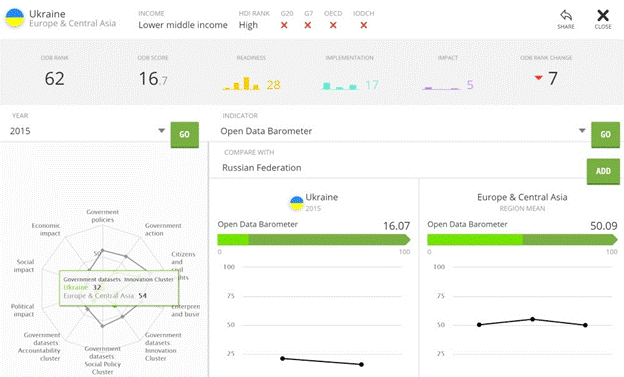 Ukraine
Europe & Central Asia
INCOME
Lower middle income
HDI RANK
High
G20
G7
OECD
IODCH
SHARE
CLOSE
ODB RANK
62
ODB SCORE
16.7
READINESS
28
IMPLEMENTATION
17
IMPACT
5
ODB RANK CHANGE
7
YEAR
2015
GO
INDICATOR
Open Data Barometer
GO
COMPARE WITH
Russian Federation
ADD
Goverment
policies
Government
action
Citizens
and
civil
rights
Enterpren
and busin
Government
datasets:
Innovation
Cluster
Government
datasets:
Social Policy
Cluster
Government
datasets:
Accountability
cluster
Political
impact
Social
impact
Economic
impact
50
Government datasets: Innovation Cluster
Ukraine 32
Europe & Central Asia 54
Ukraine
2015
Open Data Barometer 16.07
0 100
100
75
50
25
Europe & Central Asia
REGION MEAN
Open Data Barometer 50.09
0 100
100
75
50
25